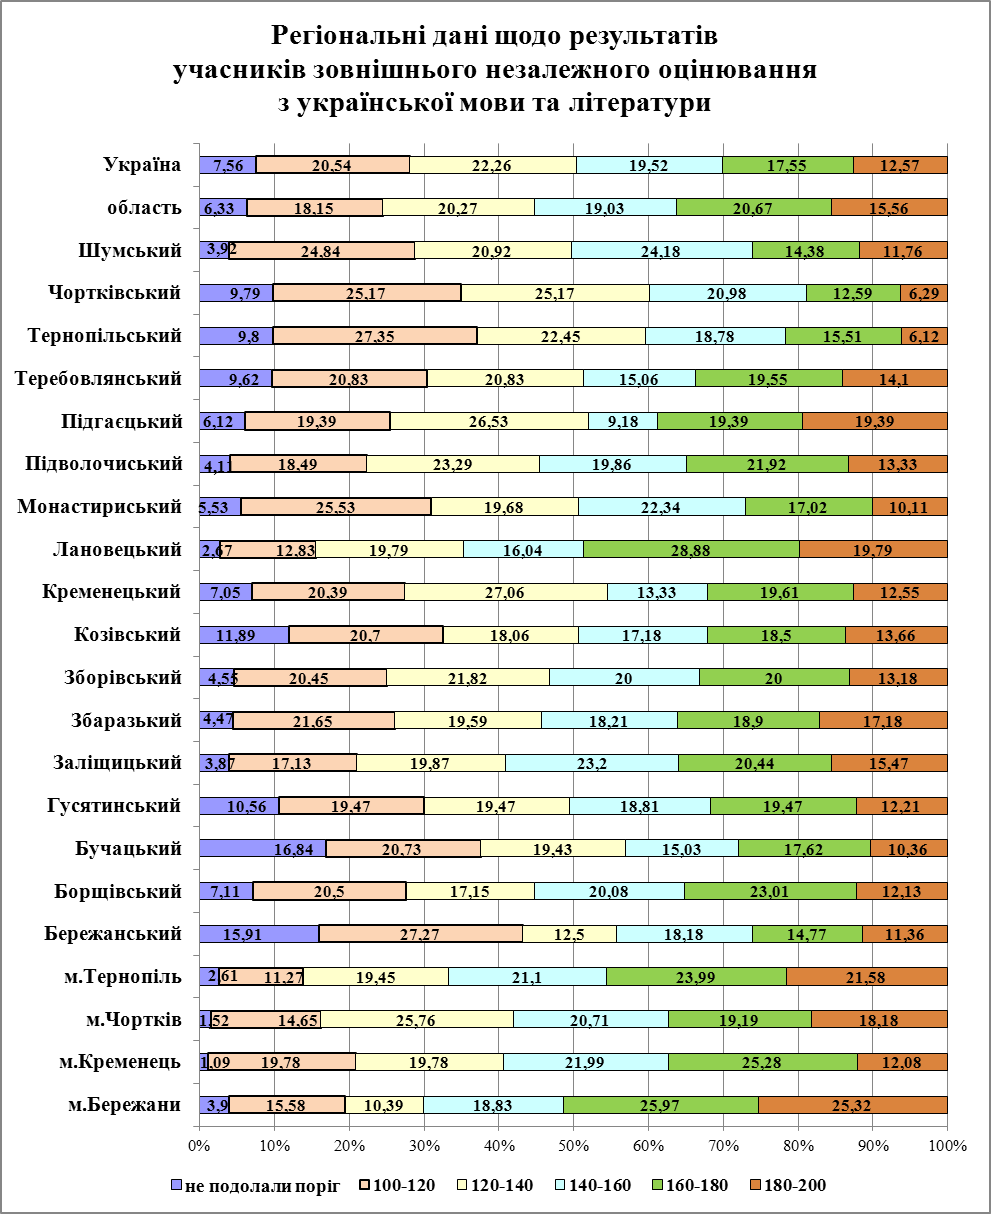 Регіональні дані щодо результатів
учасників зовнішнього незалежного оцінювання
з української мови та літератури
Україна 7,56 20,54 22,26 19,52 17,55 12,57
область 6,33 18,15 20,27 19,03 20,67 15,56
Шумський 3,92 24,84 20,92 24,18 14,38 11,76
Чортківський 9,79 25,17 25,17 20,98 12,59 6,29
Тернопільський 9,8 27,35 22,45 18,78 15,51 6,12
Теребовлянський 9,62 20,83 20,83 15,06 19,55 14,1
Підгаєцький 6,12 19,39 26,53 9,18 19,39 19,39
Підволочиський 4,11 18,49 23,29 19,86 21,92 13,33
Монастириський 5,53 25,53 19,68 22,34 17,02 10,11
Лановецький 2,67 12,83 19,79 16,04 28,88 19,79
Кременецький 7,05 20,39 27,06 13,33 19,61 12,55
Козівський 11,89 20,7 18,06 17,18 18,5 13,66
Зборівський 4,55 20,45 21,82 20 20 13,18
Збаразький 4,47 21,65 19,59 18,21 18,9 17,18
Заліщицький 3,87 17,13 19,87 23,2 20,44 15,47
Гусятинський 10,56 19,47 19,47 18,81 19,47 12,21
Бучацький 16,84 20,73 19,43 15,03 17,62 10,36
Борщівський 7,11 20,5 17,15 20,08 23,01 12,13
Бережанський 15,91 27,27 12,5 18,18 14,77 11,36
м.Тернопіль 2,61 11,27 19,45 21,1 23,99 21,58
м.Чортків 1,52 14,65 25,76 20,71 19,19 18,18
м.Кременець 1,09 19,78 19,78 21,99 25,28 12,08
м.Бережани 3,9 15,58 10,39 18,83 25,97 25,32
0% 10% 20% 30% 40% 50% 60% 70% 80% 90% 100%
не подолали поріг 100-120 120-140 140-160 160-180 180-200